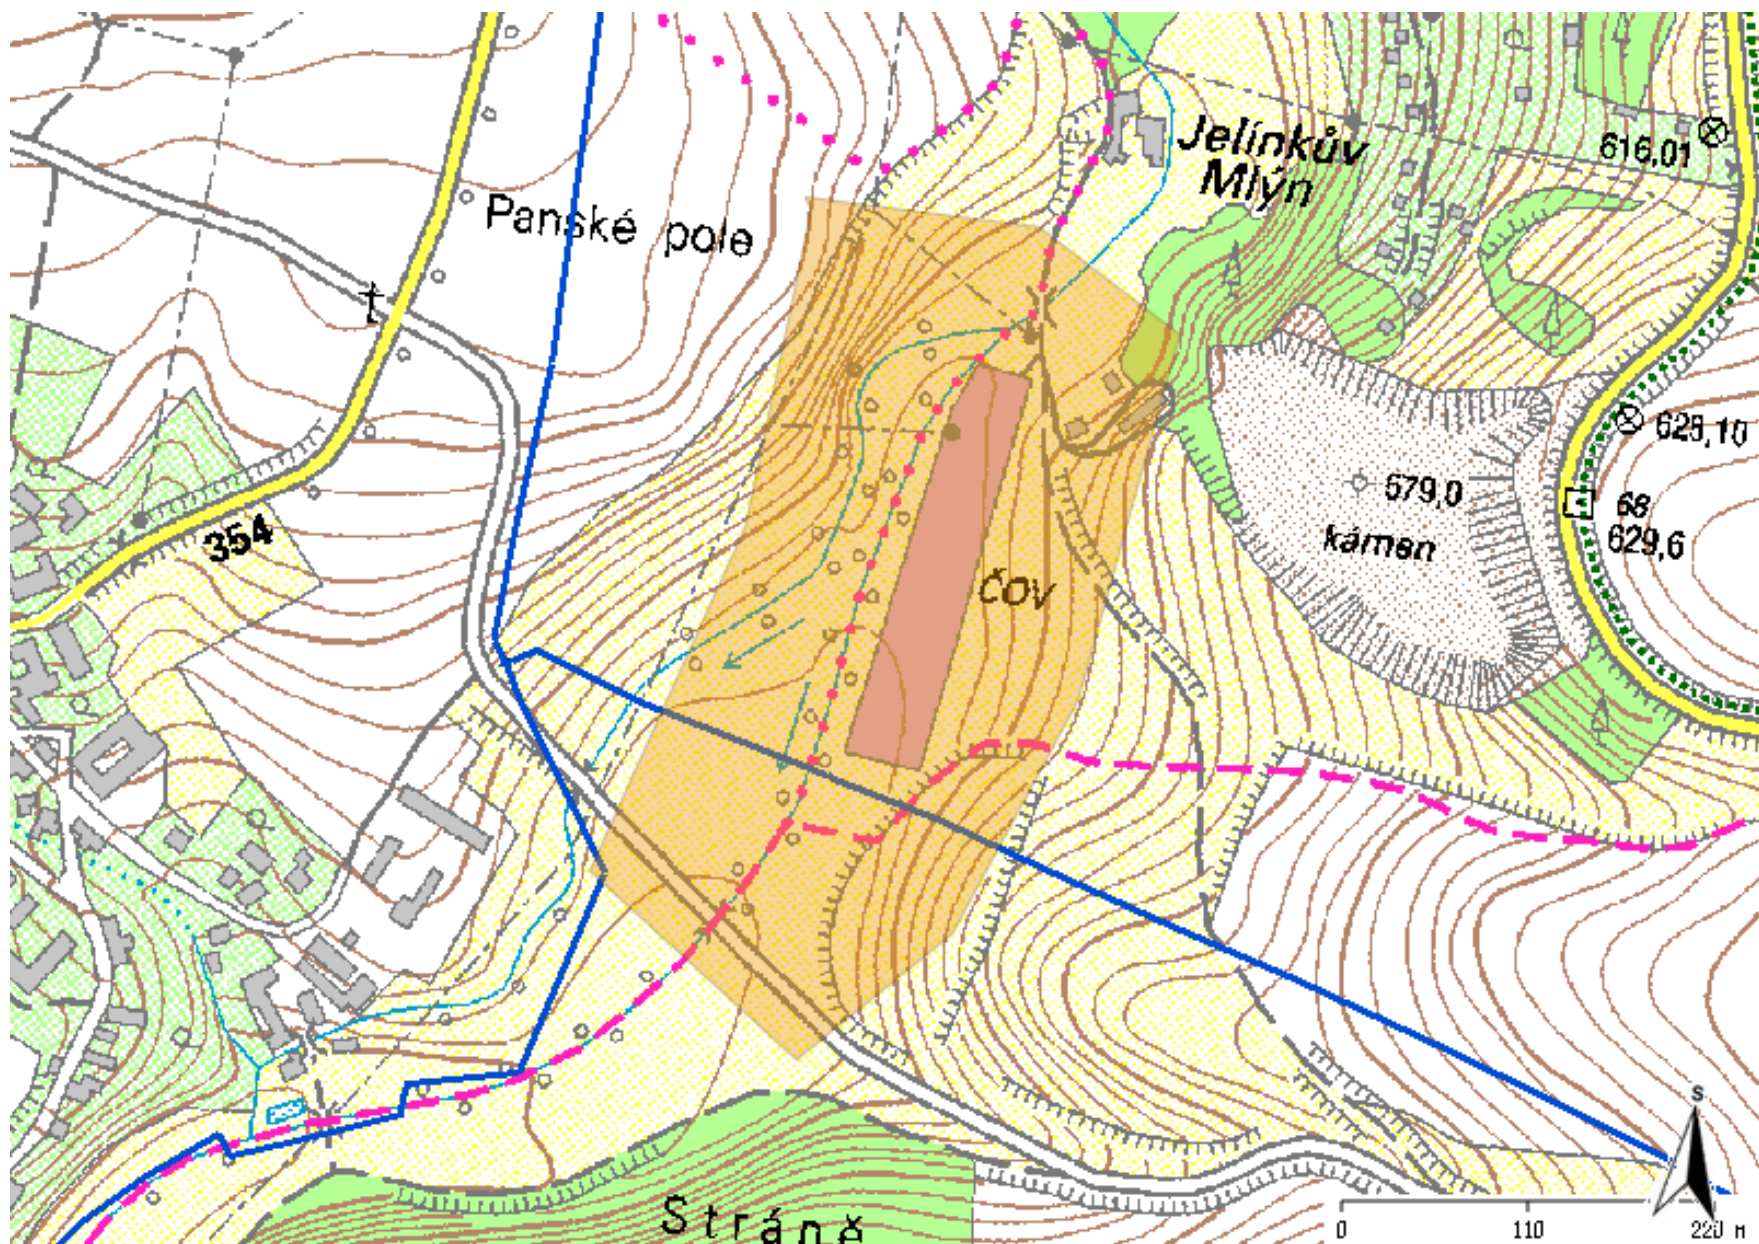 Jelínkův
Mlýn
616,01
Panské pole
354
ČOV
579,0
kámen
628,10
68
629,6
Stráně
S
0 110 220 m